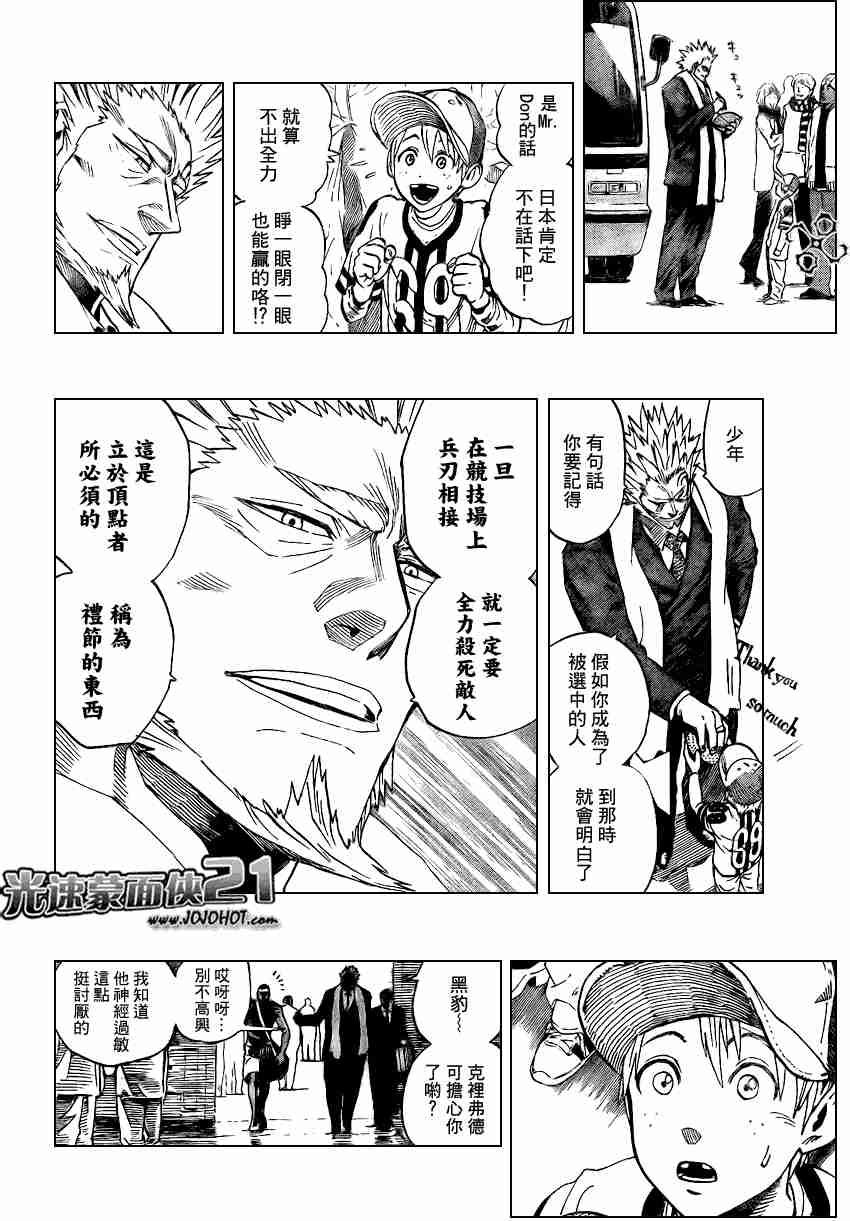 キュ
キュッ
是Mr.
Don的話
日本肯定
不在話下吧！
就算
不出全力
睜一眼閉一眼
也能贏的咯!?
少年
有句話
你要記得
Thank you
so much
假如你成為了
被選中的人
到那時
就會明白了
一旦
在競技場上
兵刃相接
就一定要
全力殺死敵人
這是
立於頂點者
所必須的
稱為
禮節的東西
光速蒙面俠21
www.JOJOHOT.com
黑豹～
克裡弗德
可擔心你
了喲?
哎呀呀…
別不高興
我知道
他神經過敏
這點
挺討厭的